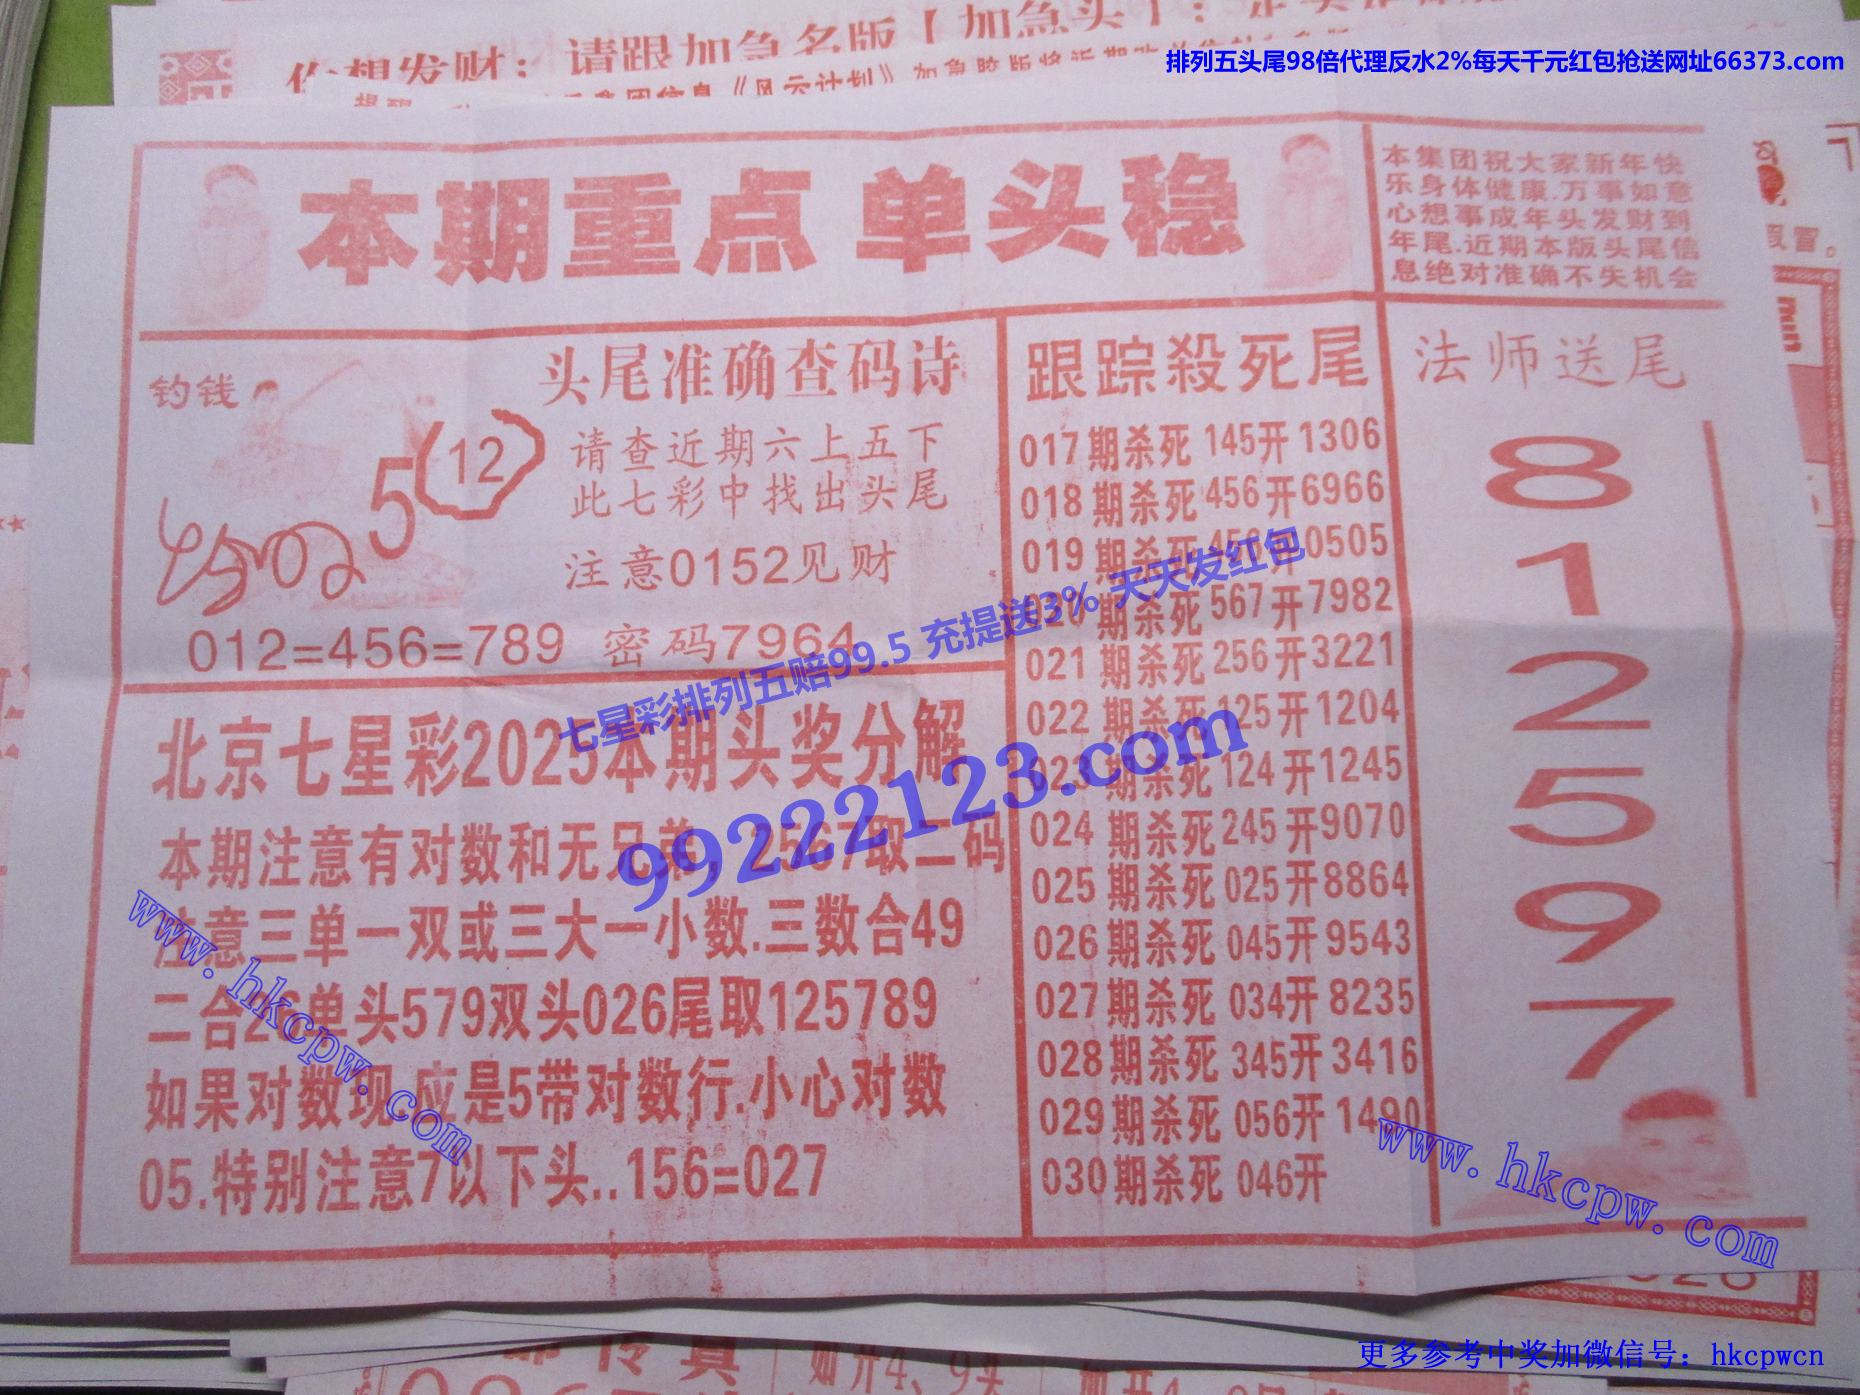 排列五头尾98倍代理反水2%每天千元红包抢送网址66373.com
你想发财：请跟加急名版【加急头】：
本期重点 单头稳
本集团祝大家新年快
乐身体健康.万事如意
心想事成年头发财到
年尾.近期本版头尾信
息绝对准确不失机会
钓钱
5
12
头尾准确查码诗
请查近期六上五下
此七彩中找出头尾
注意0152见财
012=456=789 密码7964
北京七星彩2025本期头奖分解
本期注意有对数和无兄弟，2567取二码
注意三单一双或三大一小数.三数合49
二合26单头579双头026尾取125789
如果对数现.应是5带对数行.小心对数
05.特别注意7以下头..156=027
跟踪殺死尾
017期杀死 145开 1306
018期杀死 456开6966
019期杀死 456开0505
020期杀死 567开7982
021期杀死 256开3221
022期杀死 125开1204
023期杀死 124开1245
024期杀死 245开9070
025期杀死 025开8864
026期杀死 045开9543
027期杀死 034开8235
028期杀死 345开3416
029期杀死 056开1490
030期杀死 046开
法师送尾
8
1
2
5
9
7
七星彩排列五赔99.5 充提送3% 天天发红包
99222123.com
www.hkcpw.com
www.hkcpw.com
更多参考中奖加微信号：hkcpwcn